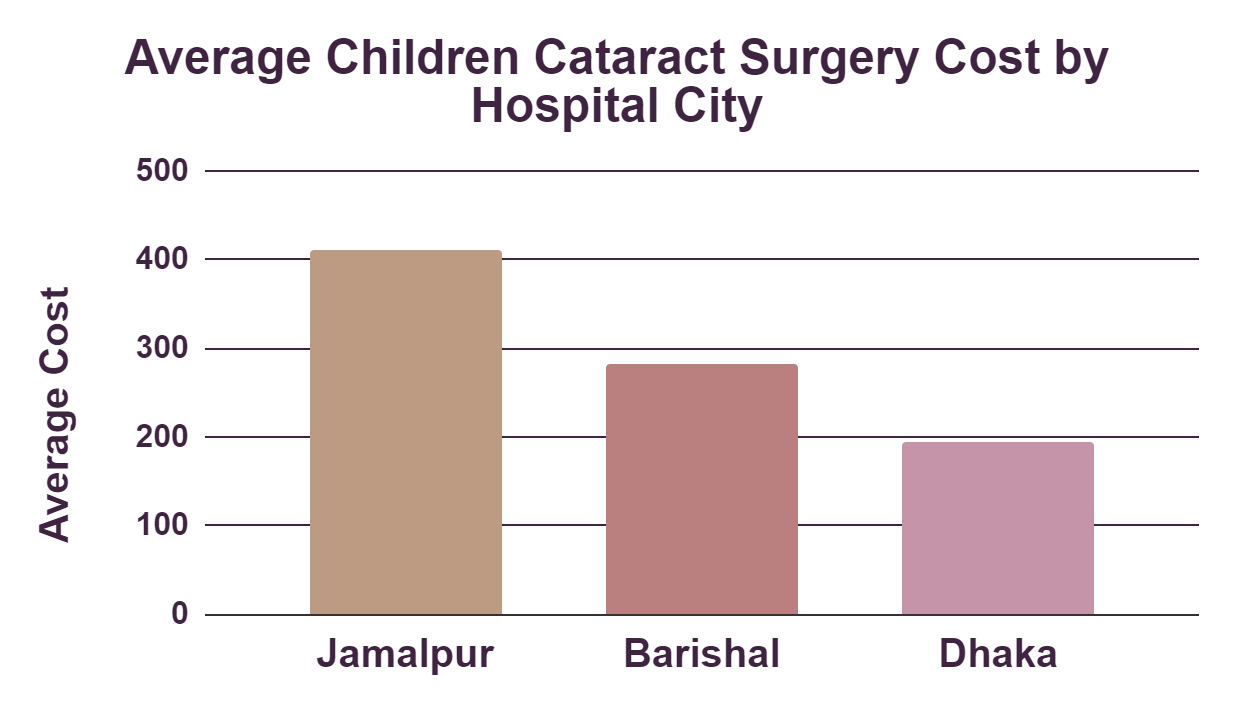 Average Children Cataract Surgery Cost by
Hospital City
500
400
300
200
100
0
Average Cost
Jamalpur
Barishal
Dhaka